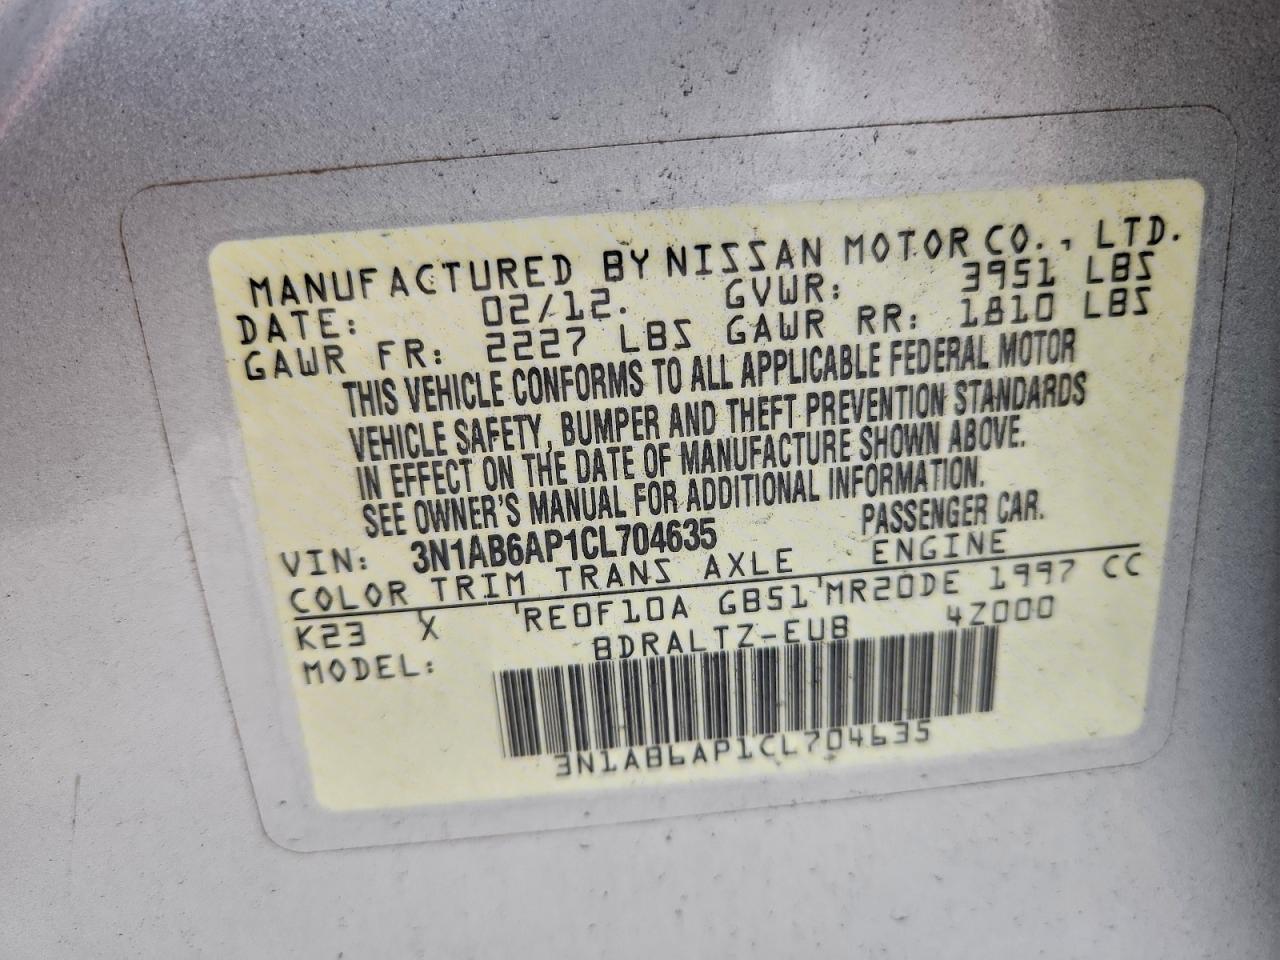 MANUFACTURED BY NISSAN MOTOR CO., LTD.
DATE: 02/12. GVWR: 3951 LBS
GAWR FR: 2227 LBS GAWR RR: 1810 LBS
THIS VEHICLE CONFORMS TO ALL APPLICABLE FEDERAL MOTOR
VEHICLE SAFETY, BUMPER AND THEFT PREVENTION STANDARDS
IN EFFECT ON THE DATE OF MANUFACTURE SHOWN ABOVE.
SEE OWNER'S MANUAL FOR ADDITIONAL INFORMATION.
VIN: 3N1AB6AP1CL704635 PASSENGER CAR.
COLOR TRIM TRANS AXLE ENGINE
K23 X RE0F10A GB51 MR20DE 1997 CC
MODEL: BDRALTZ-EUB 4Z000
3N1AB6AP1CL704635